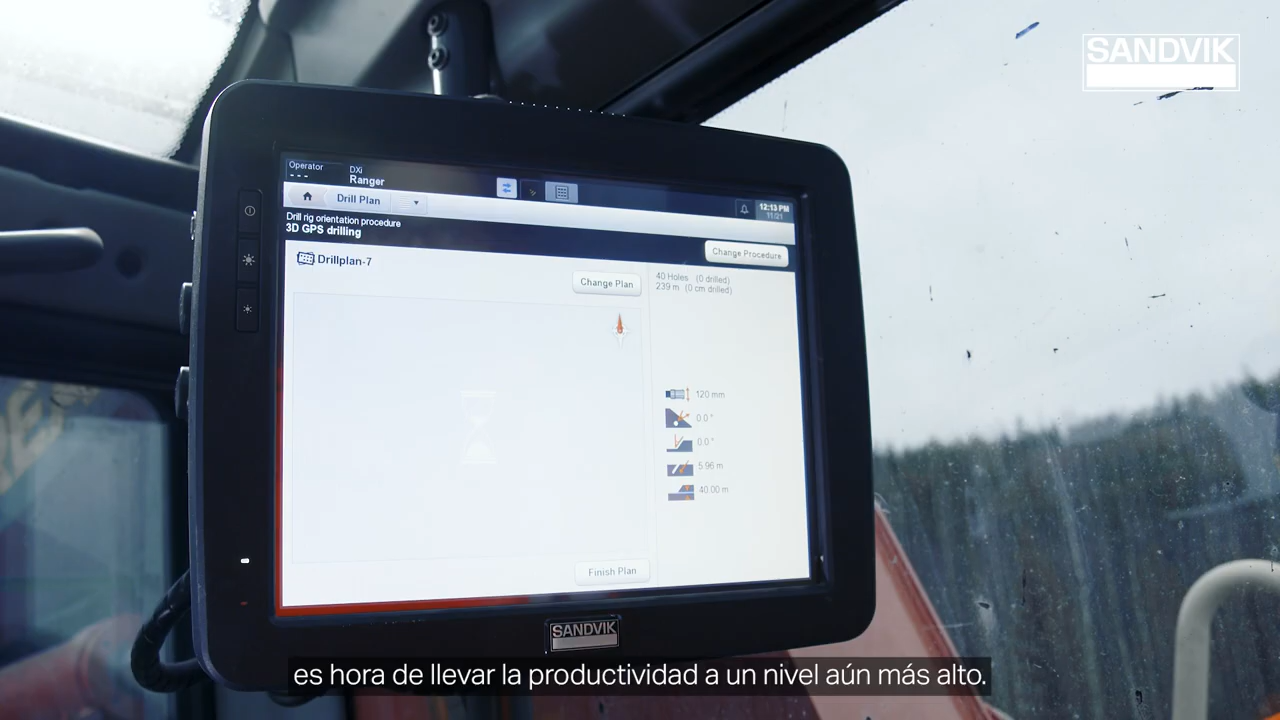 SANDVIK
Operator
- - -
DXi
Ranger
12:13 PM
11/21
Drill Plan
Drill rig orientation procedure
3D GPS drilling
Change Procedure
Drillplan-7
Change Plan
40 Holes (0 drilled)
239 m (0 cm drilled)
120 mm
0.0 °
0.0 °
5.96 m
40.00 m
Finish Plan
SANDVIK
es hora de llevar la productividad a un nivel aún más alto.